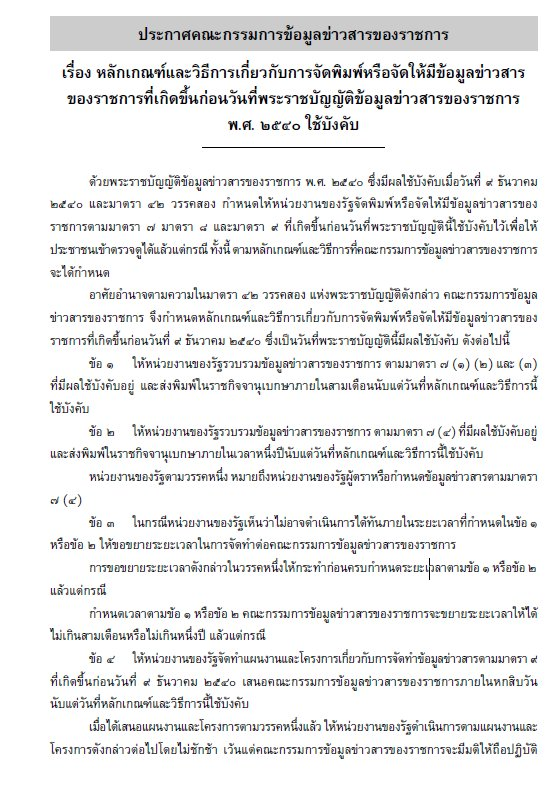 ประกาศคณะกรรมการข้อมูลข่าวสารของราชการ
เรื่อง หลักเกณฑ์และวิธีการเกี่ยวกับการจัดพิมพ์หรือจัดให้มีข้อมูลข่าวสาร
ของราชการที่เกิดขึ้นก่อนวันที่พระราชบัญญัติข้อมูลข่าวสารของราชการ
พ.ศ. ๒๕๔๐ ใช้บังคับ
ด้วยพระราชบัญญัติข้อมูลข่าวสารของราชการ พ.ศ. ๒๕๔๐ ซึ่งมีผลใช้บังคับเมื่อวันที่ ๙ ธันวาคม
๒๕๔๐ และมาตรา ๔๒ วรรคสอง กำหนดให้หน่วยงานของรัฐจัดพิมพ์หรือจัดให้มีข้อมูลข่าวสารของ
ราชการตามมาตรา ๗ มาตรา ๘ และมาตรา ๙ ที่เกิดขึ้นก่อนวันที่พระราชบัญญัตินี้ใช้บังคับไว้เพื่อให้
ประชาชนเข้าตรวจดูได้แล้วแต่กรณี ทั้งนี้ ตามหลักเกณฑ์และวิธีการที่คณะกรรมการข้อมูลข่าวสารของราชการ
จะได้กำหนด
อาศัยอำนาจตามความในมาตรา ๔๒ วรรคสอง แห่งพระราชบัญญัติดังกล่าว คณะกรรมการข้อมูล
ข่าวสารของราชการ จึงกำหนดหลักเกณฑ์และวิธีการเกี่ยวกับการจัดพิมพ์หรือจัดให้มีข้อมูลข่าวสารของ
ราชการที่เกิดขึ้นก่อนวันที่ ๙ ธันวาคม ๒๕๔๐ ซึ่งเป็นวันที่พระราชบัญญัตินี้มีผลใช้บังคับ ดังต่อไปนี้
ข้อ ๑ ให้หน่วยงานของรัฐรวบรวมข้อมูลข่าวสารของราชการ ตามมาตรา ๗ (๑) (๒) และ (๓)
ที่มีผลใช้บังคับอยู่ และส่งพิมพ์ในราชกิจจานุเบกษาภายในสามเดือนนับแต่วันที่หลักเกณฑ์และวิธีการนี้
ใช้บังคับ
ข้อ ๒ ให้หน่วยงานของรัฐรวบรวมข้อมูลข่าวสารของราชการ ตามมาตรา ๗ (๔) ที่มีผลใช้บังคับอยู่
และส่งพิมพ์ในราชกิจจานุเบกษาภายในเวลาหนึ่งปีนับแต่วันที่หลักเกณฑ์และวิธีการนี้ใช้บังคับ
หน่วยงานของรัฐตามวรรคหนึ่ง หมายถึงหน่วยงานของรัฐผู้ตราหรือกำหนดข้อมูลข่าวสารตามมาตรา
๗ (๔)
ข้อ ๓ ในกรณีหน่วยงานของรัฐเห็นว่าไม่อาจดำเนินการได้ทันภายในระยะเวลาที่กำหนดในข้อ ๑
หรือข้อ ๒ ให้ขอขยายระยะเวลาในการจัดทำต่อคณะกรรมการข้อมูลข่าวสารของราชการ
การขอขยายระยะเวลาดังกล่าวในวรรคหนึ่งให้กระทำก่อนครบกำหนดระยะเวลาตามข้อ ๑ หรือข้อ ๒
แล้วแต่กรณี
กำหนดเวลาตามข้อ ๑ หรือข้อ ๒ คณะกรรมการข้อมูลข่าวสารของราชการจะขยายระยะเวลาให้ได้
ไม่เกินสามเดือนหรือไม่เกินหนึ่งปี แล้วแต่กรณี
ข้อ ๔ ให้หน่วยงานของรัฐจัดทำแผนงานและโครงการเกี่ยวกับการจัดทำข้อมูลข่าวสารตามมาตรา ๙
ที่เกิดขึ้นก่อนวันที่ ๙ ธันวาคม ๒๕๔๐ เสนอคณะกรรมการข้อมูลข่าวสารของราชการภายในหกสิบวัน
นับแต่วันที่หลักเกณฑ์และวิธีการนี้ใช้บังคับ
เมื่อได้เสนอแผนงานและโครงการตามวรรคหนึ่งแล้ว ให้หน่วยงานของรัฐดำเนินการตามแผนงานและ
โครงการดังกล่าวต่อไปโดยไม่ชักช้า เว้นแต่คณะกรรมการข้อมูลข่าวสารของราชการจะมีมติให้ถือปฏิบัติ